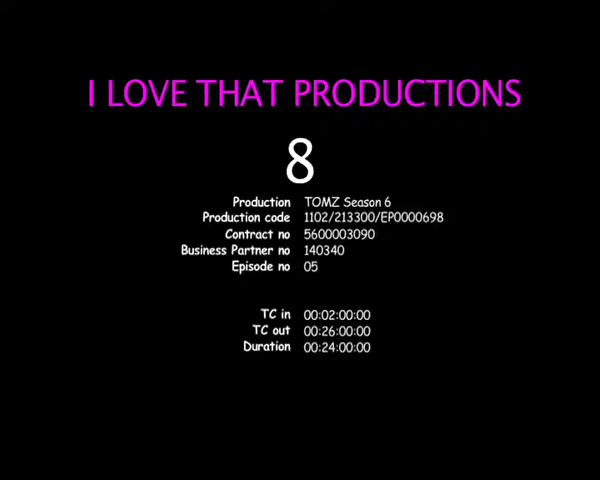 I LOVE THAT PRODUCTIONS
8
Production TOMZ Season 6
Production code 1102/213300/EP0000698
Contract no 5600003090
Business Partner no 140340
Episode no 05
TC in 00:02:00:00
TC out 00:26:00:00
Duration 00:24:00:00